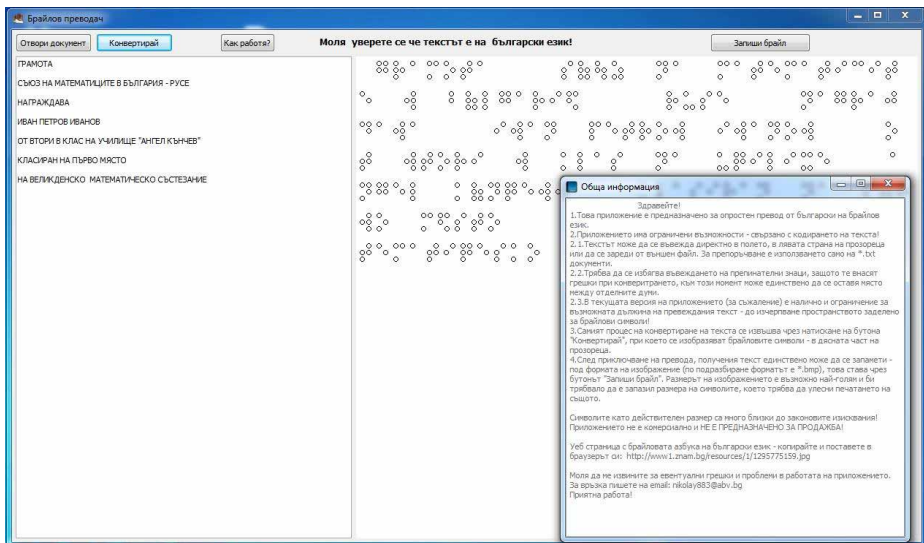 Брайлов преводач
Отвори документ
Конвертирай
Как работя?
Моля уверете се че текстът е на български език!
Запиши брайл
ГРАМОТА
СЪЮЗ НА МАТЕМАТИЦИТЕ В БЪЛГАРИЯ - РУСЕ
НАГРАЖДАВА
ИВАН ПЕТРОВ ИВАНОВ
ОТ ВТОРИ В КЛАС НА УЧИЛИЩЕ "АНГЕЛ КЪНЧЕВ"
КЛАСИРАН НА ПЪРВО МЯСТО
НА ВЕЛИКДЕНСКО МАТЕМАТИЧЕСКО СЪСТЕЗАНИЕ
Обща информация
Здравейте!
1.Това приложение е предназначено за опростен превод от български на брайлов
език.
2.Приложението има ограничени възможности - свързано с кодирането на текста!
2.1.Текстът може да се въвежда директно в полето, в лявата страна на прозореца
или да се зареди от външен файл. За препоръчване е използването само на *.txt
документи.
2.2.Трябва да се избягва въвеждането на препинателни знаци, защото те внасят
грешки при конверитрането, към този момент може единствено да се оставя място
между отделните думи.
2.3.В текущата версия на приложението (за съжаление) е налично и ограничение за
възможната дължина на превеждания текст - до изчерпване пространството заделено
за брайлови символи!
3.Самият процес на конвертиране на текста се извъшва чрез натискане на бутона
"Конвертирай", при което се изобразяват брайловите символи - в дясната част на
прозореца.
4.След приключване на превода, получения текст единствено може да се запамети -
под формата на изображение (по подразбиране форматът е *.bmp), това става чрез
бутонът "Запиши брайл". Размерът на изображението е възможно най-голям и би
трябвало да е запазил размера на символите, което трябва да улесни печатането на
същото.
Символите като действителен размер са много близки до законовите изисквания!
Приложението не е комерсиално и НЕ Е ПРЕДНАЗНАЧЕНО ЗА ПРОДАЖБА!
Уеб страница с брайловата азбука на български език - копирайте и поставете в
браузерът си: http://www1.znam.bg/resources/1/1295775159.jpg
Моля да ме извините за евентуални грешки и проблени в работата на приложението.
За връзка пишете на email: nikolay883@abv.bg
Приятна работа!